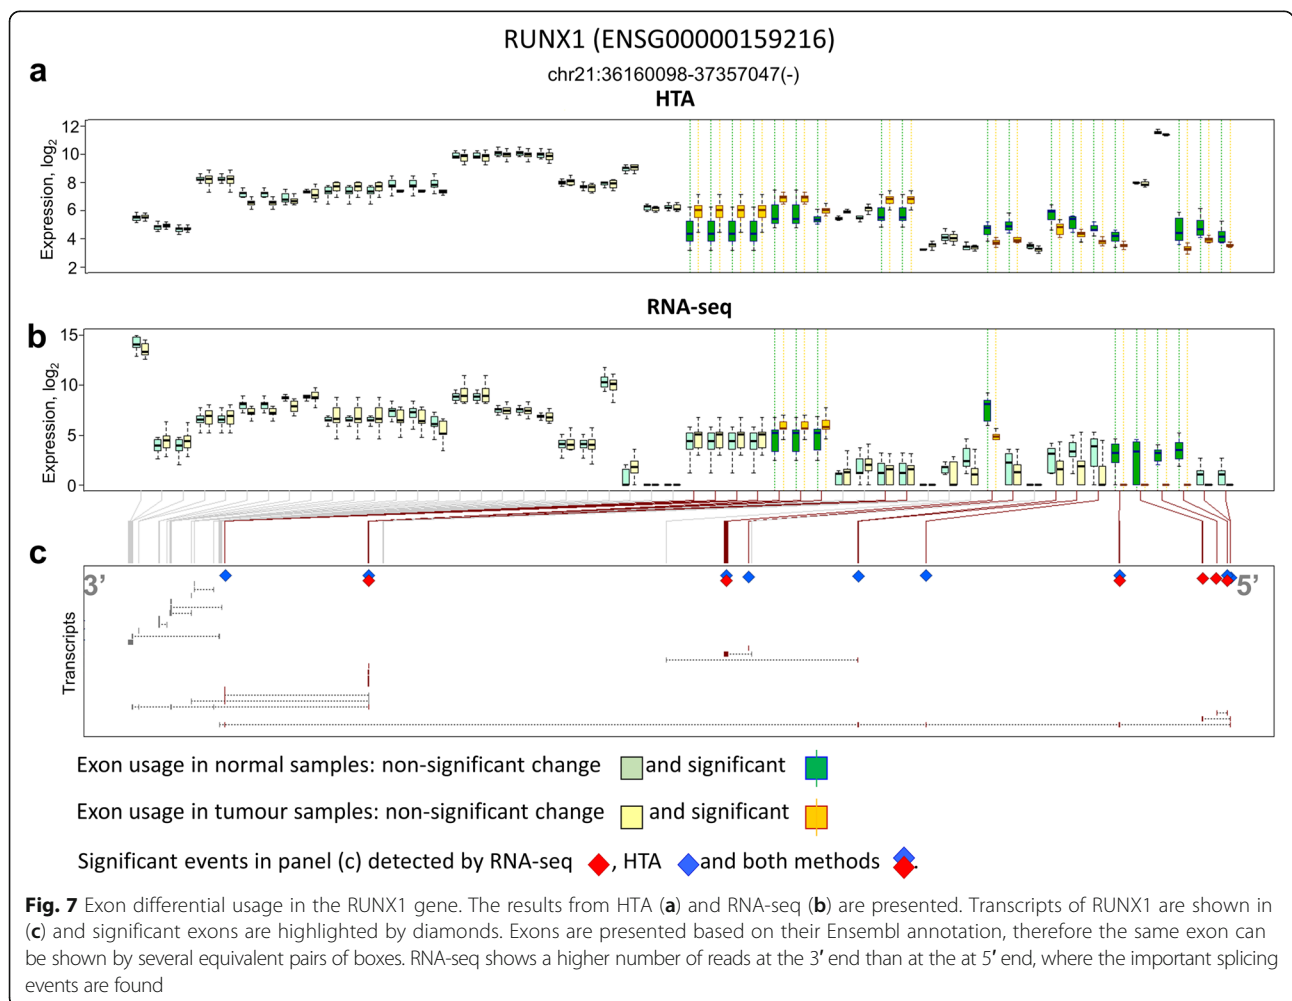 RUNX1 (ENSG00000159216)
a
chr21:36160098-37357047(-)
HTA
Expression, log2
12
10
8
6
4
2
RNA-seq
b
Expression, log2
15
10
5
0
c
3’
5’
Transcripts
Exon usage in normal samples: non-significant change and significant
Exon usage in tumour samples: non-significant change and significant
Significant events in panel (c) detected by RNA-seq , HTA and both methods .
Fig. 7 Exon differential usage in the RUNX1 gene. The results from HTA (a) and RNA-seq (b) are presented. Transcripts of RUNX1 are shown in
(c) and significant exons are highlighted by diamonds. Exons are presented based on their Ensembl annotation, therefore the same exon can
be shown by several equivalent pairs of boxes. RNA-seq shows a higher number of reads at the 3′ end than at the at 5′ end, where the important splicing
events are found